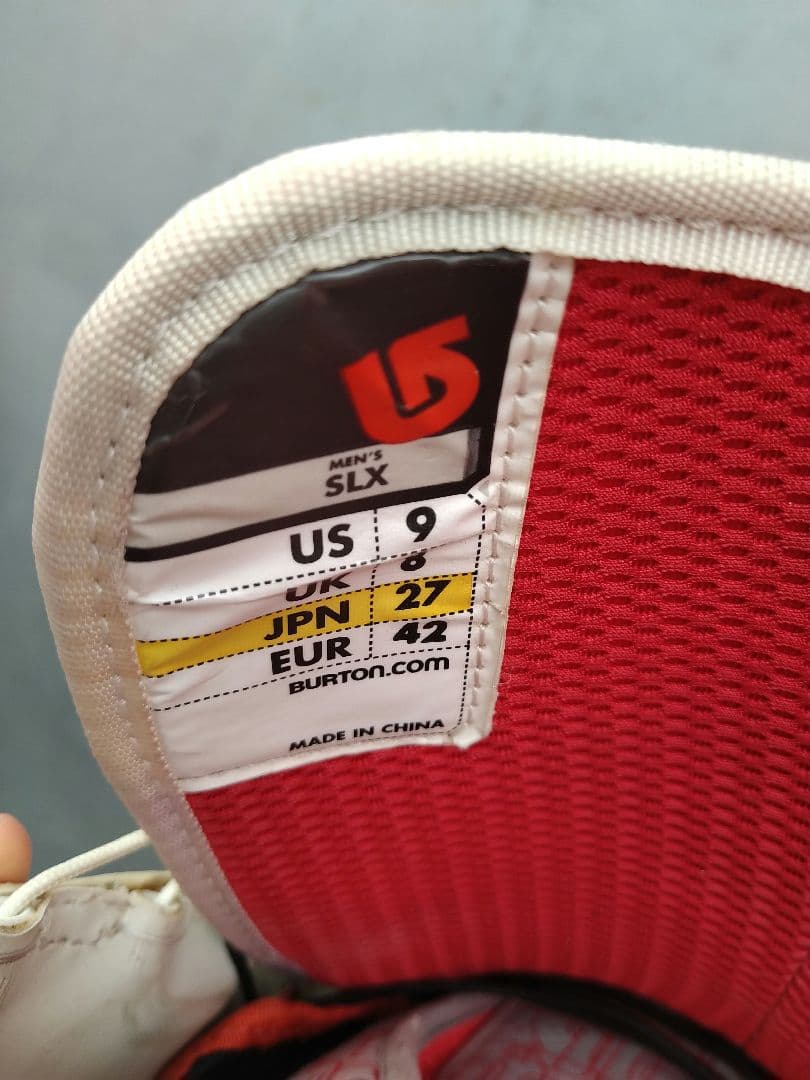 MEN'S
SLX
US 9
UK 8
JPN 27
EUR 42
BURTON.COM
MADE IN CHINA